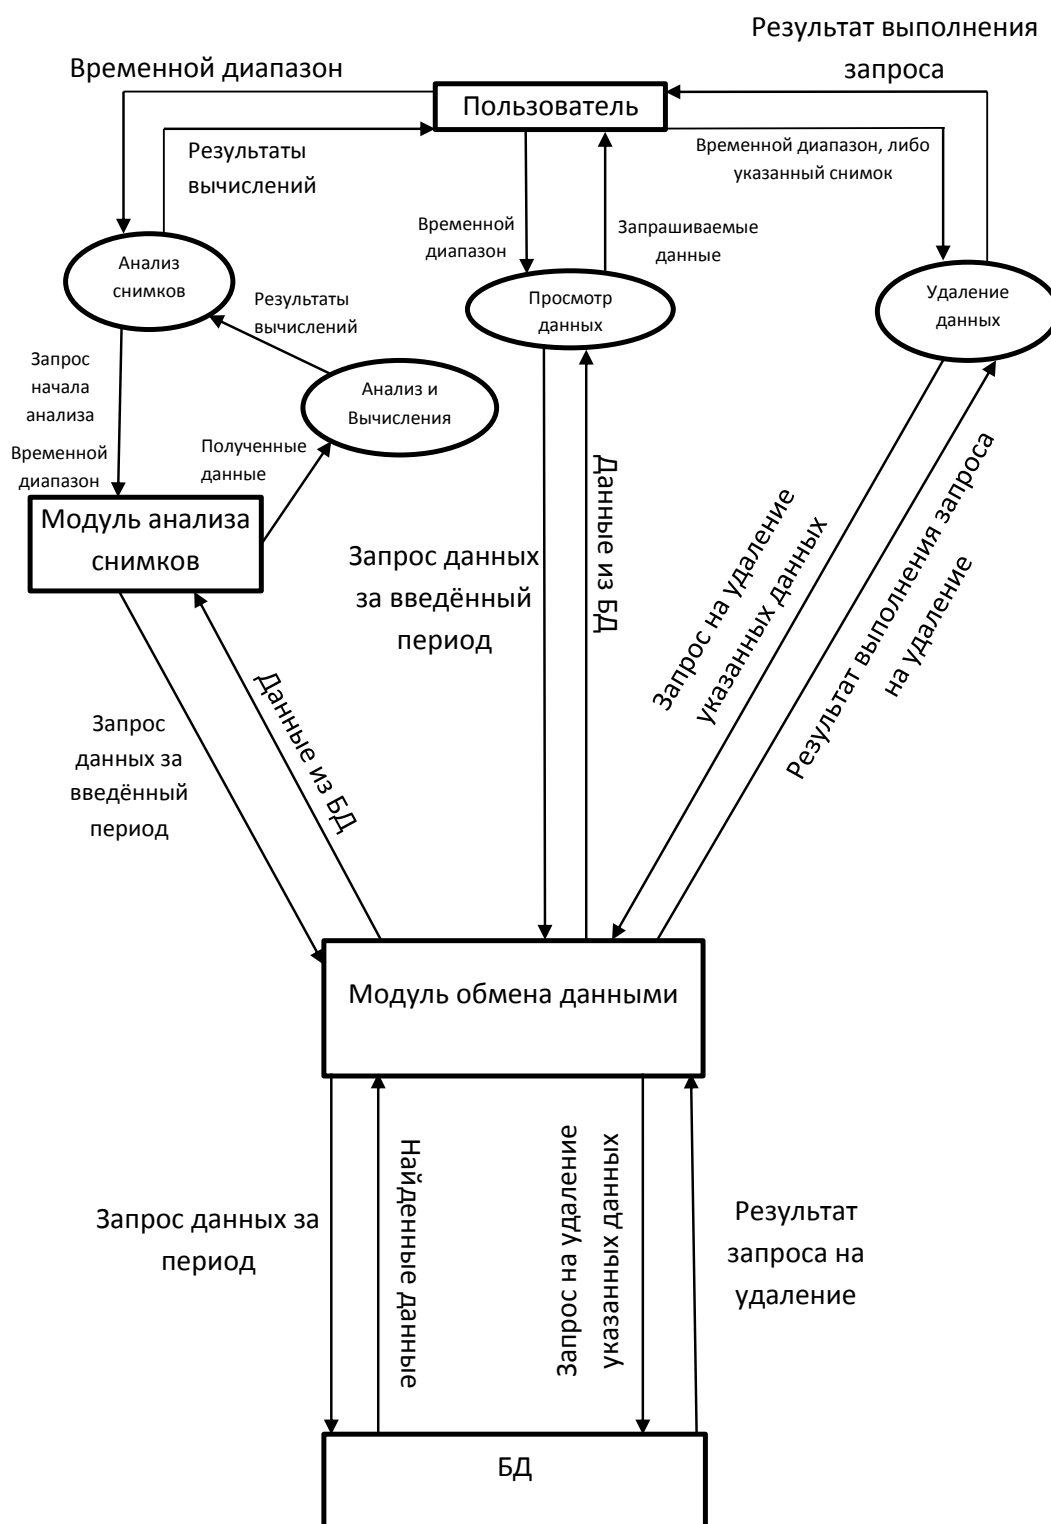 Результат выполнения
запроса
Временной диапазон
Пользователь
Результаты
вычислений
Временной диапазон, либо
указанный снимок
Временной
диапазон
Запрашиваемые
данные
Анализ
снимков
Результаты
вычислений
Просмотр
данных
Удаление
данных
Запрос
начала
анализа
Анализ и
Вычисления
Временной
диапазон
Полученные
данные
Модуль анализа
снимков
Запрос данных
за введённый
период
Данные из БД
Запрос на удаление
указанных данных
Результат выполнения запроса
на удаление
Запрос
данных за
введённый
период
Данные из БД
Модуль обмена данными
Запрос данных за
период
Найденные данные
Запрос на удаление
указанных данных
Результат
запроса на
удаление
БД